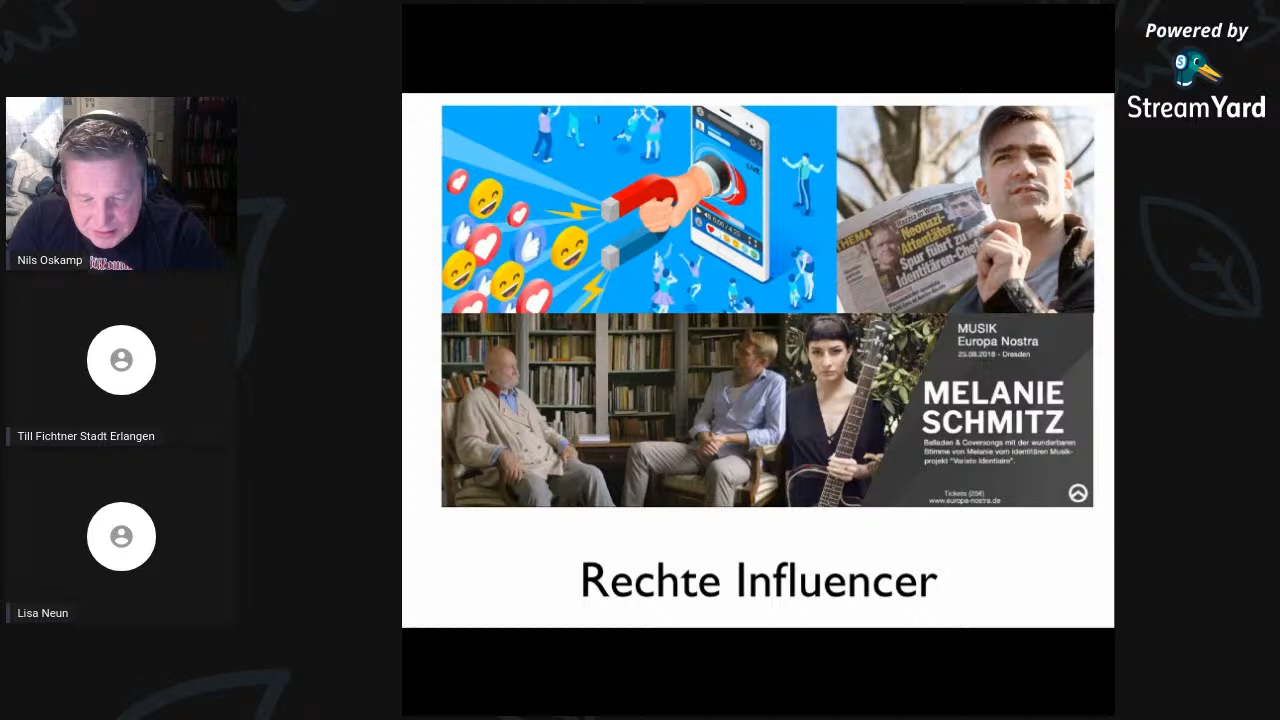 Powered by
StreamYard
Nils Oskamp
Till Fichtner Stadt Erlangen
Lisa Neun
LIVE
THEMA
Neonazi-
Attentäter:
Spur führt zu
Identitären-Chef
MUSIK
Europa Nostra
25.08.2018 - Dresden
MELANIE
SCHMITZ
Balladen & Coversongs mit der wunderbaren
Stimme von Melanie vom identitären Musik-
projekt "Varieté Identitaire".
Tickets (25€)
www.europa-nostra.de
Rechte Influencer